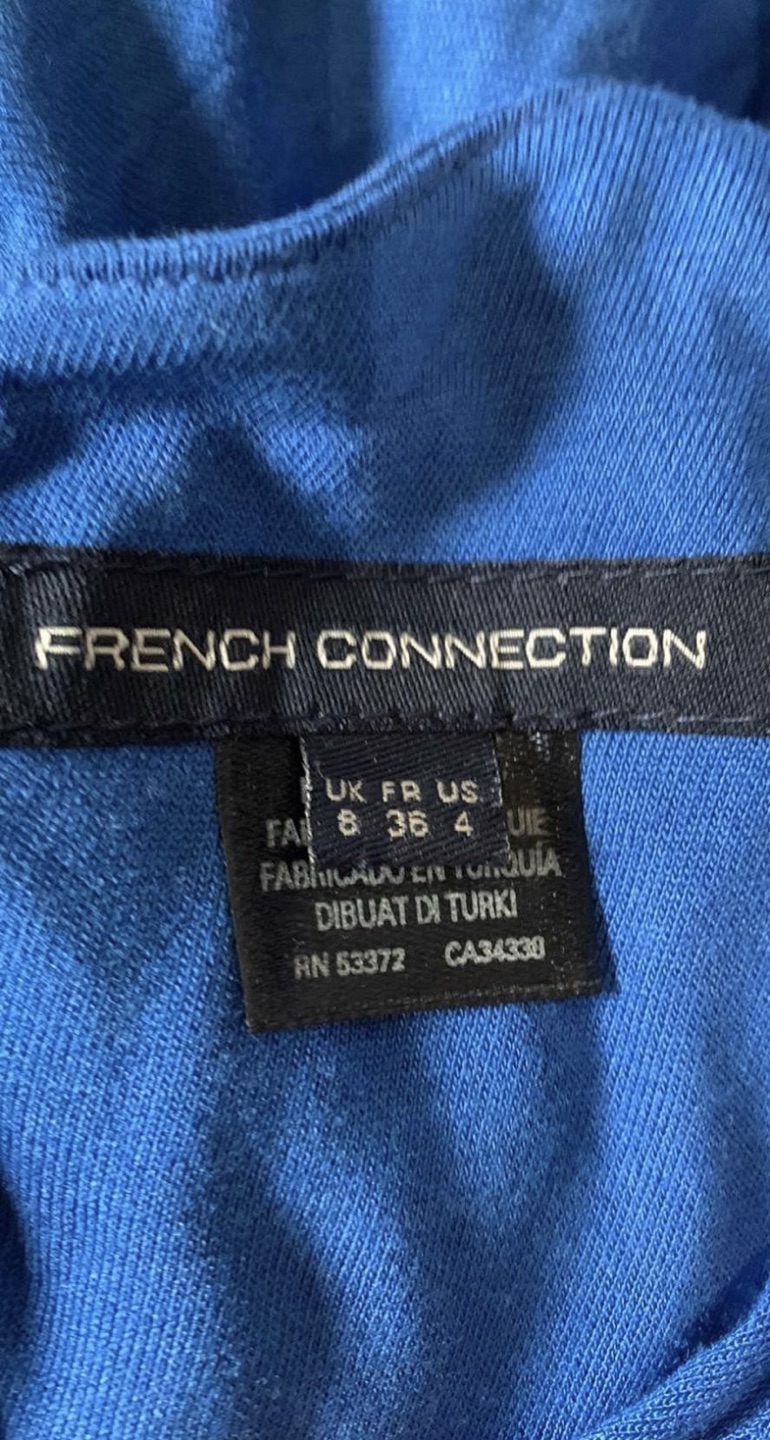 FRENCH CONNECTION
UK FR US
8 36 4
FABRICADO EN TURQUÍA
DIBUAT DI TURKI
RN 53372 CA34338